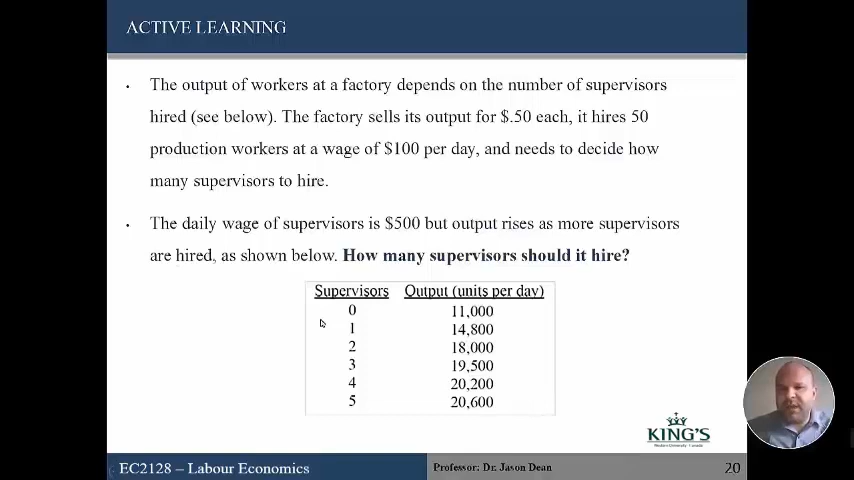 ACTIVE LEARNING
The output of workers at a factory depends on the number of supervisors
hired (see below). The factory sells its output for $.50 each, it hires 50
production workers at a wage of $100 per day, and needs to decide how
many supervisors to hire.
The daily wage of supervisors is $500 but output rises as more supervisors
are hired, as shown below. How many supervisors should it hire?
Supervisors Output (units per day)
0 11,000
1 14,800
2 18,000
3 19,500
4 20,200
5 20,600
KING'S
Western University · Canada
EC2128 – Labour Economics
Professor: Dr. Jason Dean
20